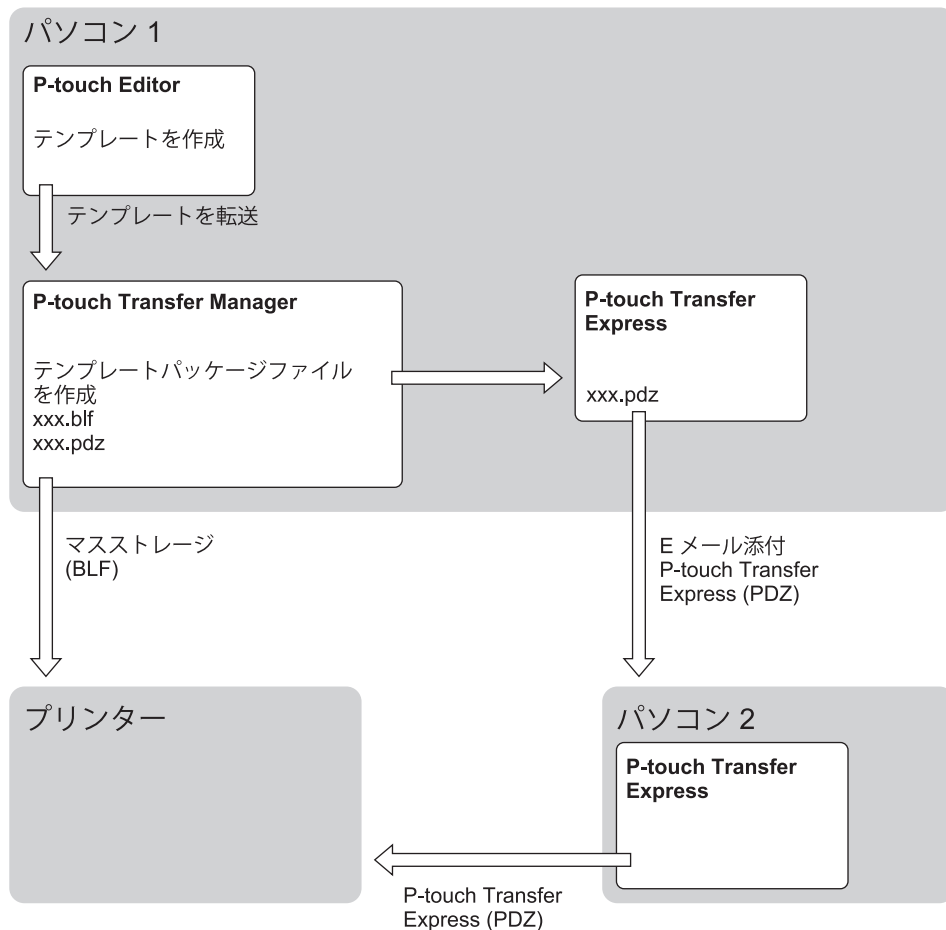 パソコン 1
P-touch Editor
テンプレートを作成
テンプレートを転送
P-touch Transfer Manager
テンプレートパッケージファイル
を作成
xxx.blf
xxx.pdz
P-touch Transfer
Express
xxx.pdz
マスストレージ
(BLF)
E メール添付
P-touch Transfer
Express (PDZ)
プリンター
パソコン 2
P-touch Transfer
Express
P-touch Transfer
Express (PDZ)